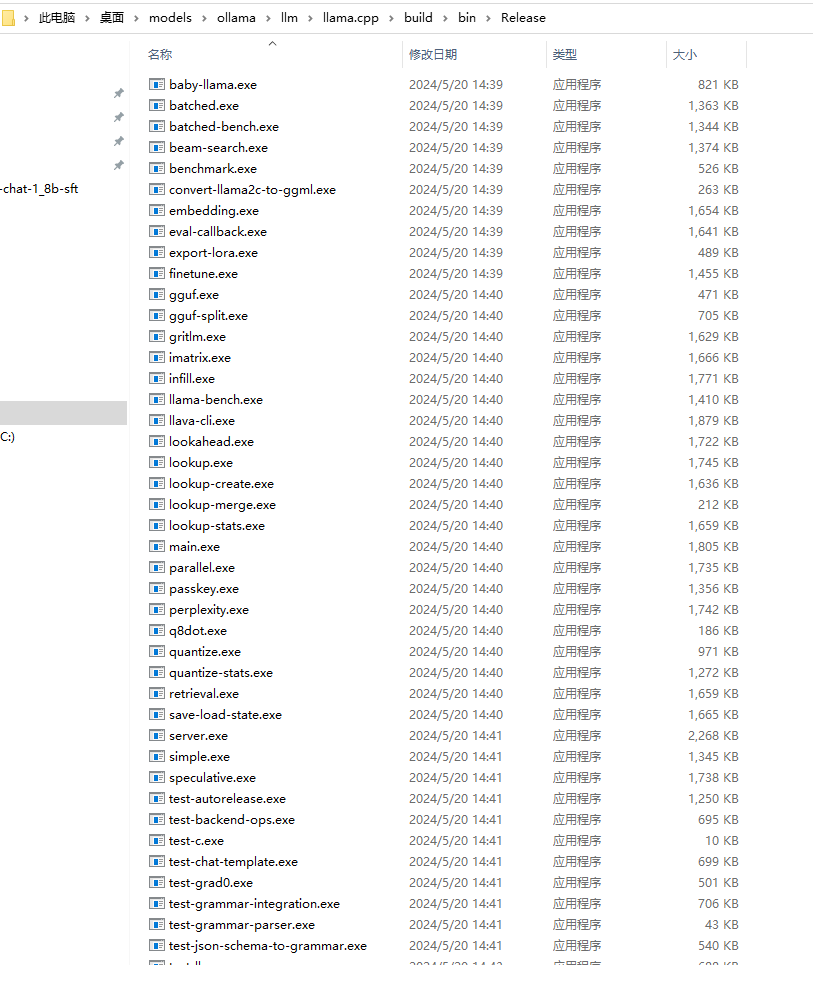 此电脑 › 桌面 › models › ollama › llm › llama.cpp › build › bin › Release
名称 修改日期 类型 大小
-chat-1_8b-sft
C:)
baby-llama.exe 2024/5/20 14:39 应用程序 821 KB
batched.exe 2024/5/20 14:39 应用程序 1,363 KB
batched-bench.exe 2024/5/20 14:39 应用程序 1,344 KB
beam-search.exe 2024/5/20 14:39 应用程序 1,374 KB
benchmark.exe 2024/5/20 14:39 应用程序 526 KB
convert-llama2c-to-ggml.exe 2024/5/20 14:39 应用程序 263 KB
embedding.exe 2024/5/20 14:39 应用程序 1,654 KB
eval-callback.exe 2024/5/20 14:39 应用程序 1,641 KB
export-lora.exe 2024/5/20 14:39 应用程序 489 KB
finetune.exe 2024/5/20 14:39 应用程序 1,455 KB
gguf.exe 2024/5/20 14:40 应用程序 471 KB
gguf-split.exe 2024/5/20 14:40 应用程序 705 KB
gritlm.exe 2024/5/20 14:40 应用程序 1,629 KB
imatrix.exe 2024/5/20 14:40 应用程序 1,666 KB
infill.exe 2024/5/20 14:40 应用程序 1,771 KB
llama-bench.exe 2024/5/20 14:40 应用程序 1,410 KB
llava-cli.exe 2024/5/20 14:40 应用程序 1,879 KB
lookahead.exe 2024/5/20 14:40 应用程序 1,722 KB
lookup.exe 2024/5/20 14:40 应用程序 1,745 KB
lookup-create.exe 2024/5/20 14:40 应用程序 1,636 KB
lookup-merge.exe 2024/5/20 14:40 应用程序 212 KB
lookup-stats.exe 2024/5/20 14:40 应用程序 1,659 KB
main.exe 2024/5/20 14:40 应用程序 1,805 KB
parallel.exe 2024/5/20 14:40 应用程序 1,735 KB
passkey.exe 2024/5/20 14:40 应用程序 1,356 KB
perplexity.exe 2024/5/20 14:40 应用程序 1,742 KB
q8dot.exe 2024/5/20 14:40 应用程序 186 KB
quantize.exe 2024/5/20 14:40 应用程序 971 KB
quantize-stats.exe 2024/5/20 14:40 应用程序 1,272 KB
retrieval.exe 2024/5/20 14:40 应用程序 1,659 KB
save-load-state.exe 2024/5/20 14:40 应用程序 1,665 KB
server.exe 2024/5/20 14:41 应用程序 2,268 KB
simple.exe 2024/5/20 14:41 应用程序 1,345 KB
speculative.exe 2024/5/20 14:41 应用程序 1,738 KB
test-autorelease.exe 2024/5/20 14:41 应用程序 1,250 KB
test-backend-ops.exe 2024/5/20 14:41 应用程序 695 KB
test-c.exe 2024/5/20 14:41 应用程序 10 KB
test-chat-template.exe 2024/5/20 14:41 应用程序 699 KB
test-grad0.exe 2024/5/20 14:41 应用程序 501 KB
test-grammar-integration.exe 2024/5/20 14:41 应用程序 706 KB
test-grammar-parser.exe 2024/5/20 14:41 应用程序 43 KB
test-json-schema-to-grammar.exe 2024/5/20 14:41 应用程序 540 KB